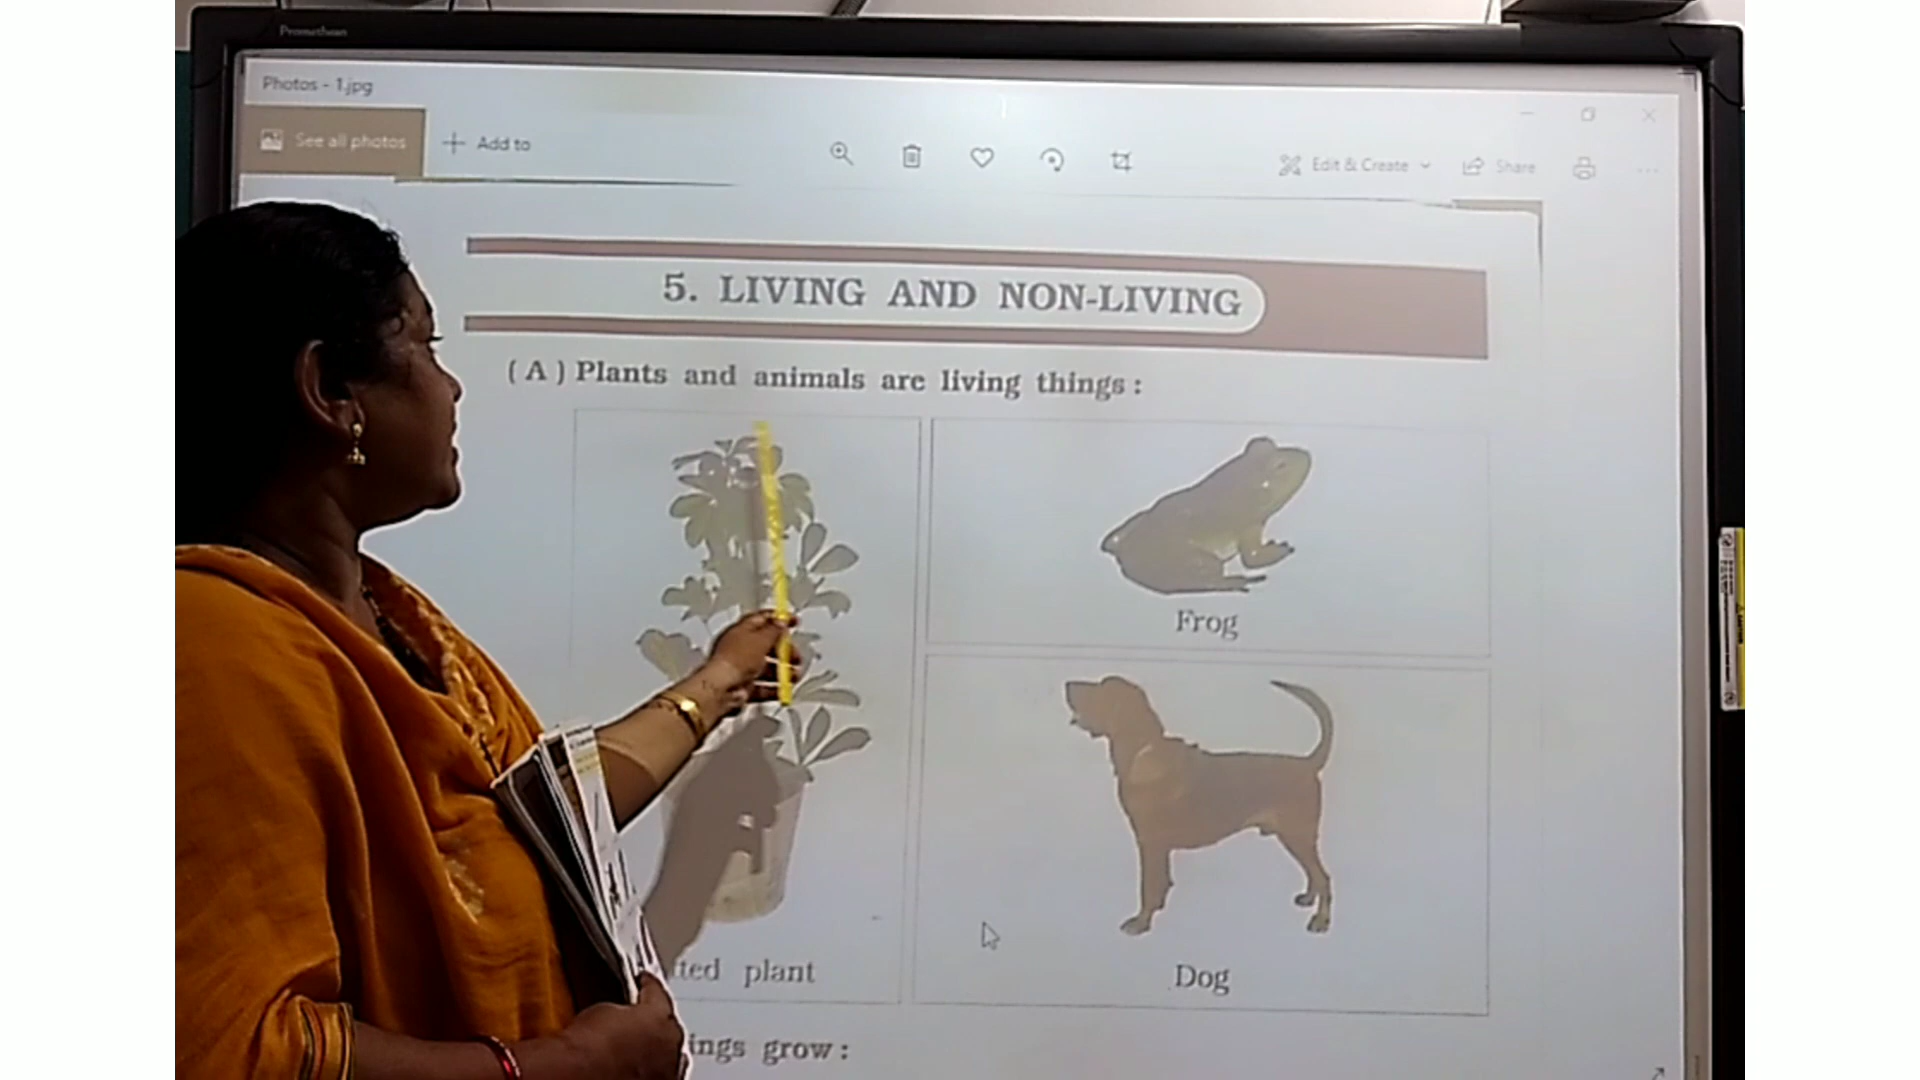 Promethean
Photos - 1.jpg
See all photos
Add to
Edit & Create
Share
5. LIVING AND NON-LIVING
( A ) Plants and animals are living things :
Frog
plant
Dog
grow :